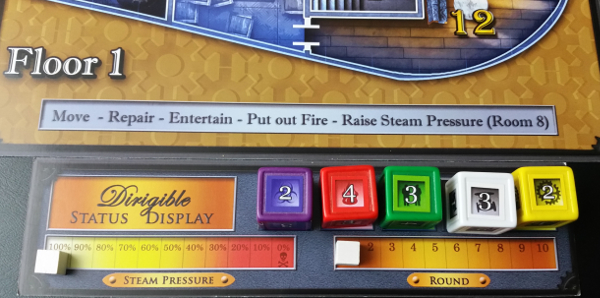 12
Floor 1
Move - Repair - Entertain - Put out Fire - Raise Steam Pressure (Room 8)
Dirigible
STATUS DISPLAY
2 4 3 3 2
100% 90% 80% 70% 60% 50% 40% 30% 20% 10% 0%
2 3 4 5 6 7 8 9 10
STEAM PRESSURE
ROUND